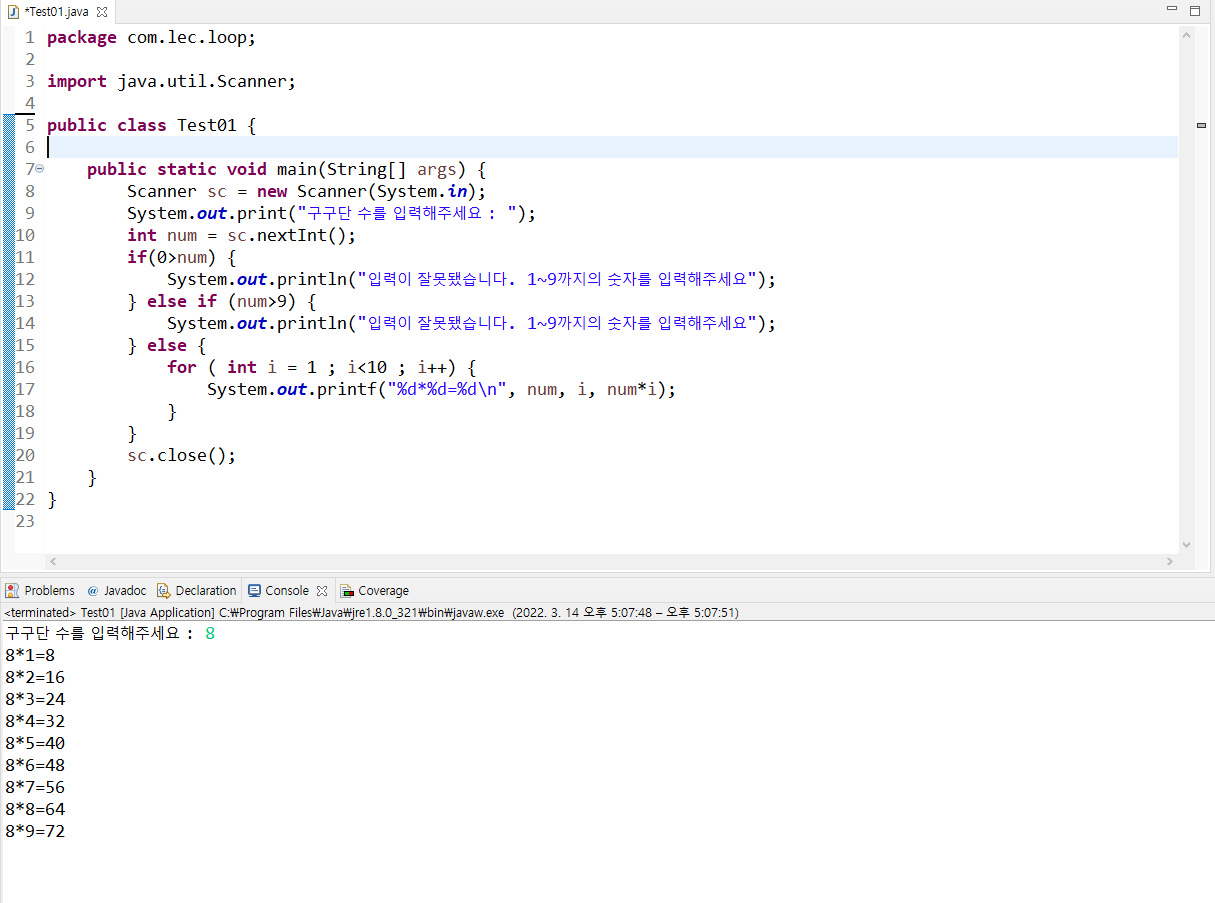 *Test01.java
1 package com.lec.loop;
2
3 import java.util.Scanner;
4
5 public class Test01 {
6
7     public static void main(String[] args) {
8         Scanner sc = new Scanner(System.in);
9         System.out.print("구구단 수를 입력해주세요 : ");
10         int num = sc.nextInt();
11         if(0>num) {
12             System.out.println("입력이 잘못됐습니다. 1~9까지의 숫자를 입력해주세요");
13         } else if (num>9) {
14             System.out.println("입력이 잘못됐습니다. 1~9까지의 숫자를 입력해주세요");
15         } else {
16             for ( int i = 1 ; i<10 ; i++) {
17                 System.out.printf("%d*%d=%d\n", num, i, num*i);
18             }
19         }
20         sc.close();
21     }
22 }
23
Problems @ Javadoc Declaration Console Coverage
<terminated> Test01 [Java Application] C:₩Program Files₩Java₩jre1.8.0_321₩bin₩javaw.exe (2022. 3. 14 오후 5:07:48 – 오후 5:07:51)
구구단 수를 입력해주세요 : 8
8*1=8
8*2=16
8*3=24
8*4=32
8*5=40
8*6=48
8*7=56
8*8=64
8*9=72